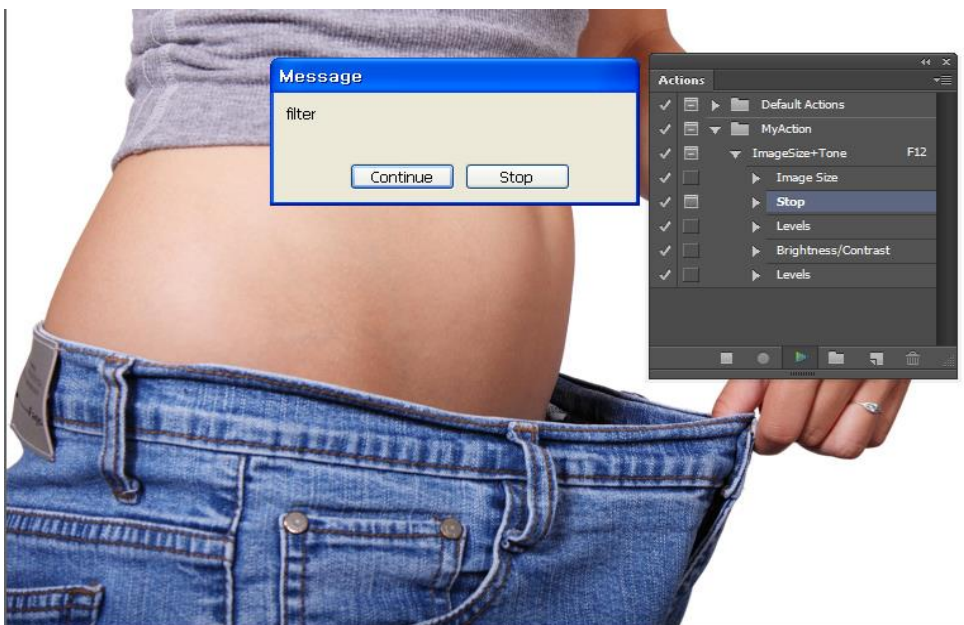 Message
filter
Continue Stop
Actions
Default Actions
MyAction
ImageSize+Tone F12
Image Size
Stop
Levels
Brightness/Contrast
Levels